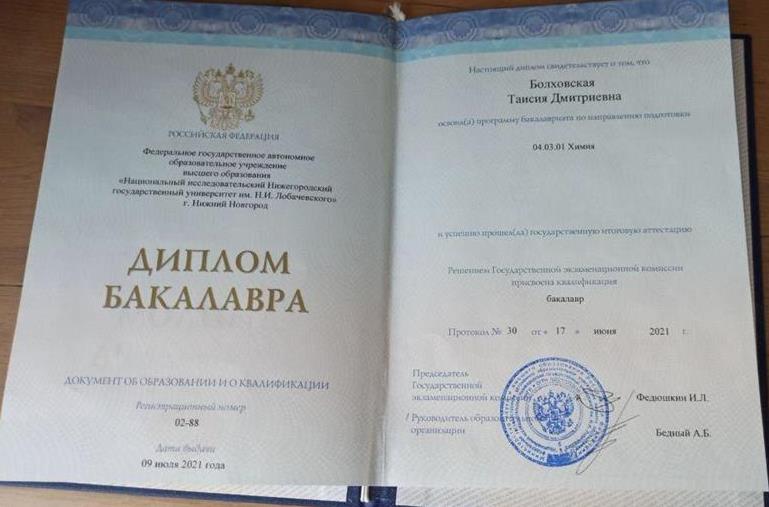 РОССИЙСКАЯ ФЕДЕРАЦИЯ
Федеральное государственное автономное
образовательное учреждение
высшего образования
«Национальный исследовательский Нижегородский
государственный университет им. Н.И. Лобачевского»
г. Нижний Новгород
ДИПЛОМ
БАКАЛАВРА
ДОКУМЕНТ ОБ ОБРАЗОВАНИИ И О КВАЛИФИКАЦИИ
Регистрационный номер
02-88
Дата выдачи
09 июля 2021 года
Настоящий диплом свидетельствует о том, что
Болховская
Таисия Дмитриевна
освоил(а) программу бакалавриата по направлению подготовки
04.03.01 Химия
и успешно прошел(ла) государственную итоговую аттестацию
Решением Государственной экзаменационной комиссии
присвоена квалификация
бакалавр
Протокол № 30 от « 17 » июня 2021 г.
Председатель
Государственной
экзаменационной комиссии Федюшкин И.Л.
Руководитель образовательной
организации Бедный А.Б.